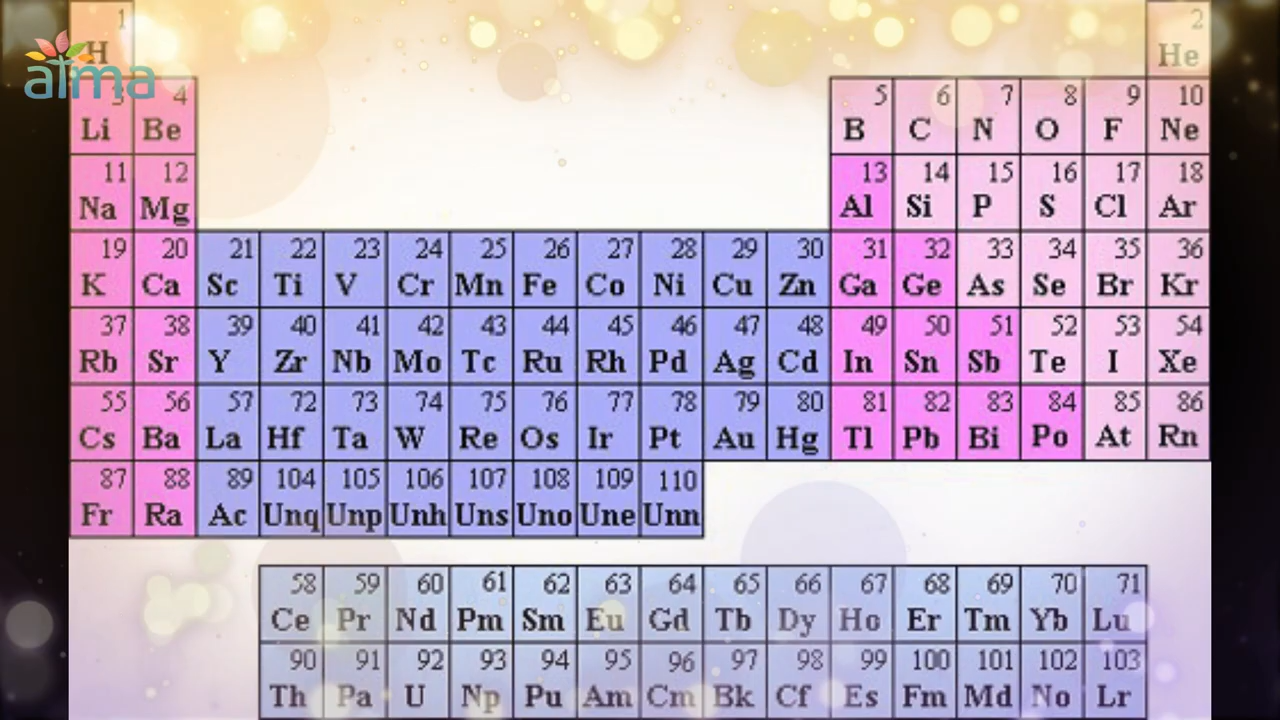 1 2
H He
alma
3 4 5 6 7 8 9 10
Li Be B C N O F Ne
11 12 13 14 15 16 17 18
Na Mg Al Si P S Cl Ar
19 20 21 22 23 24 25 26 27 28 29 30 31 32 33 34 35 36
K Ca Sc Ti V Cr Mn Fe Co Ni Cu Zn Ga Ge As Se Br Kr
37 38 39 40 41 42 43 44 45 46 47 48 49 50 51 52 53 54
Rb Sr Y Zr Nb Mo Tc Ru Rh Pd Ag Cd In Sn Sb Te I Xe
55 56 57 72 73 74 75 76 77 78 79 80 81 82 83 84 85 86
Cs Ba La Hf Ta W Re Os Ir Pt Au Hg Tl Pb Bi Po At Rn
87 88 89 104 105 106 107 108 109 110
Fr Ra Ac Unq Unp Unh Uns Uno Une Unn
58 59 60 61 62 63 64 65 66 67 68 69 70 71
Ce Pr Nd Pm Sm Eu Gd Tb Dy Ho Er Tm Yb Lu
90 91 92 93 94 95 96 97 98 99 100 101 102 103
Th Pa U Np Pu Am Cm Bk Cf Es Fm Md No Lr